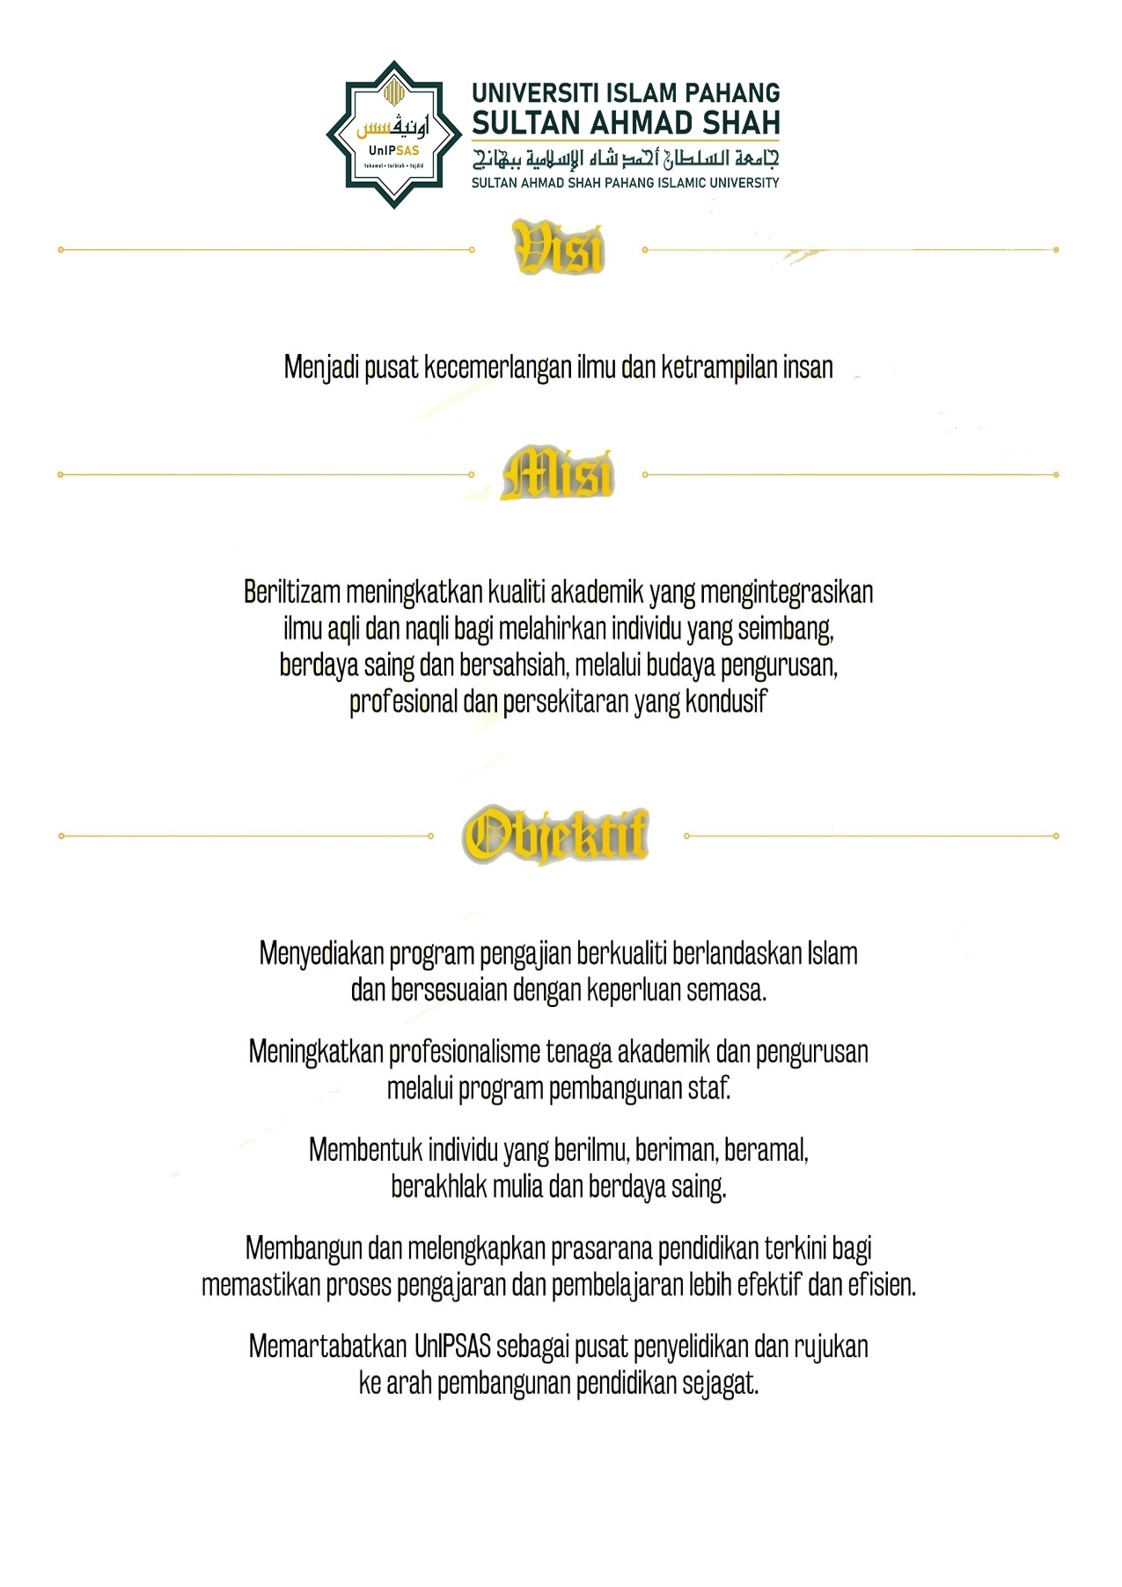 اونيڤسس
UnIPSAS
takamul • tarbiah • tajdid
UNIVERSITI ISLAM PAHANG
SULTAN AHMAD SHAH
جامعة السلطان أحمد شاه الإسلامية ببهانج
SULTAN AHMAD SHAH PAHANG ISLAMIC UNIVERSITY
Visi
Menjadi pusat kecemerlangan ilmu dan ketrampilan insan
Misi
Beriltizam meningkatkan kualiti akademik yang mengintegrasikan
ilmu aqli dan naqli bagi melahirkan individu yang seimbang,
berdaya saing dan bersahsiah, melalui budaya pengurusan,
profesional dan persekitaran yang kondusif
Objektif
Menyediakan program pengajian berkualiti berlandaskan Islam
dan bersesuaian dengan keperluan semasa.
Meningkatkan profesionalisme tenaga akademik dan pengurusan
melalui program pembangunan staf.
Membentuk individu yang berilmu, beriman, beramal,
berakhlak mulia dan berdaya saing.
Membangun dan melengkapkan prasarana pendidikan terkini bagi
memastikan proses pengajaran dan pembelajaran lebih efektif dan efisien.
Memartabatkan UnIPSAS sebagai pusat penyelidikan dan rujukan
ke arah pembangunan pendidikan sejagat.